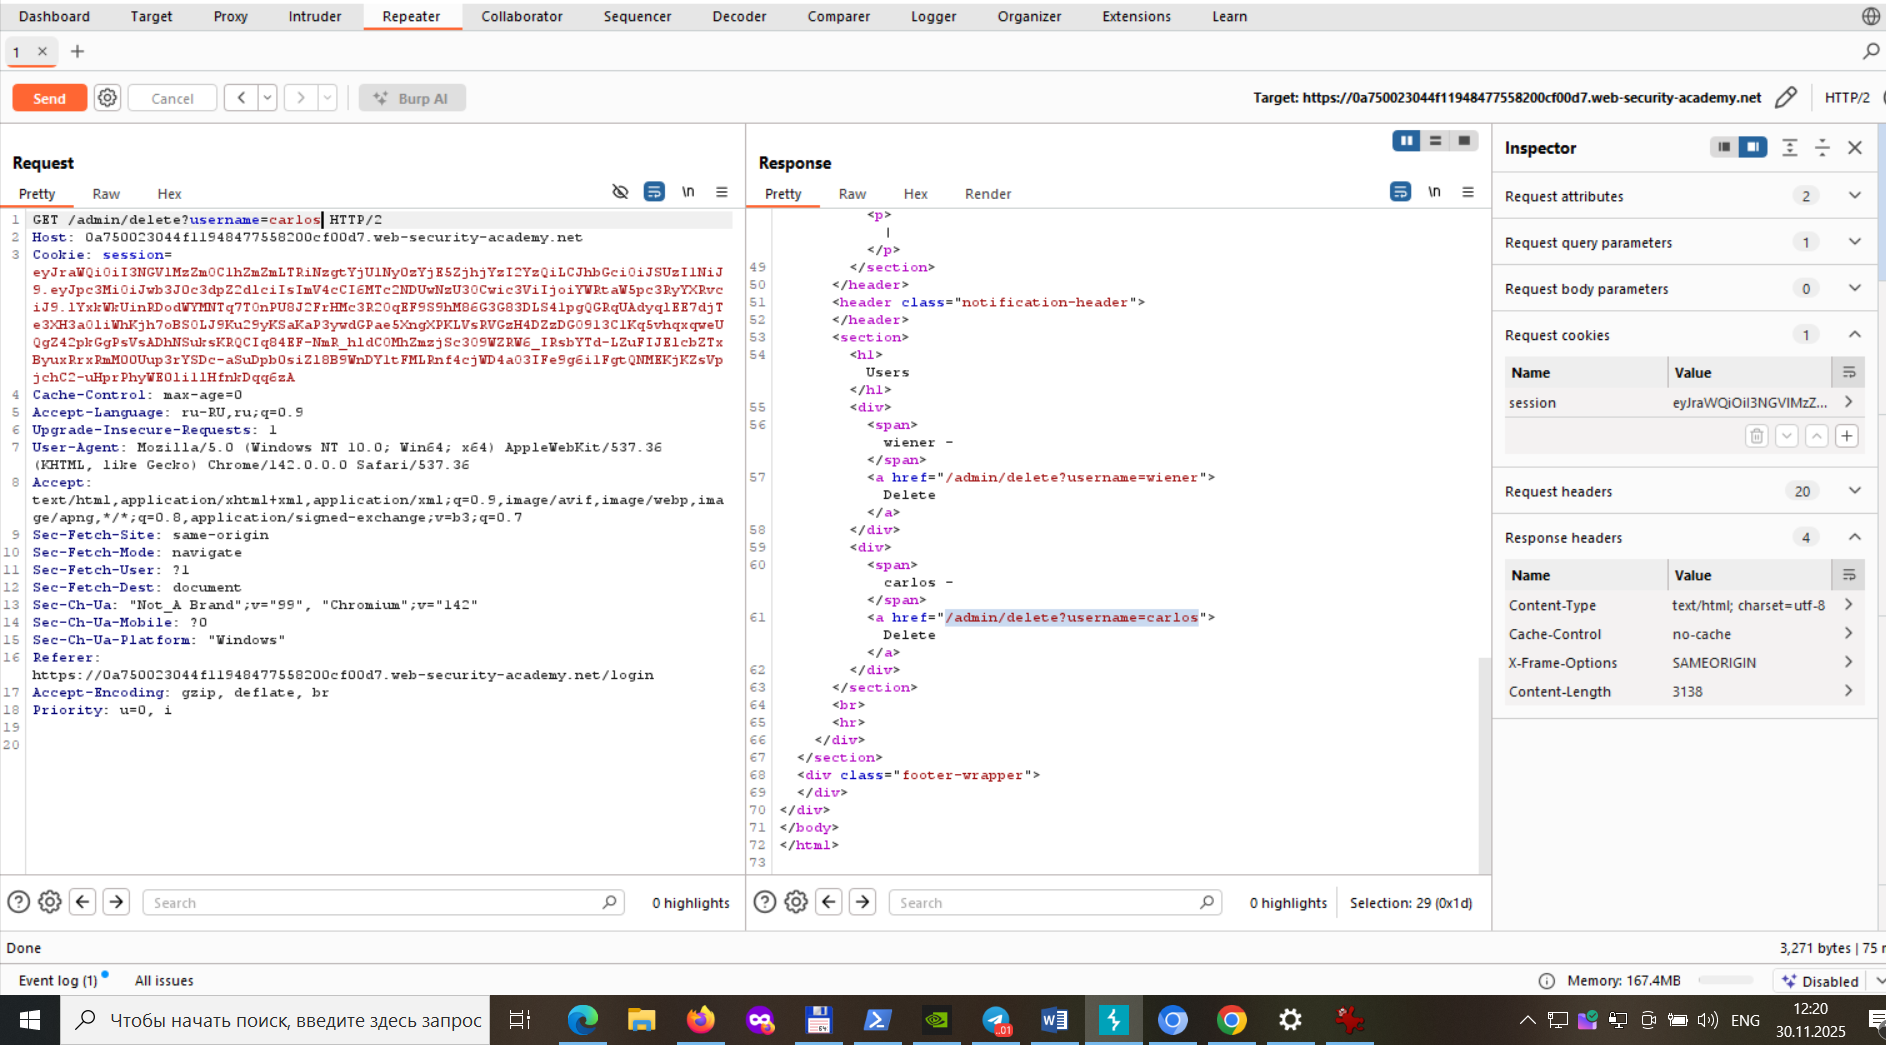 Dashboard Target Proxy Intruder Repeater Collaborator Sequencer Decoder Comparer Logger Organizer Extensions Learn
1
Send Cancel Burp AI Target: https://0a750023044f11948477558200cf00d7.web-security-academy.net HTTP/2
Request
Pretty Raw Hex \n
1 GET /admin/delete?username=carlos HTTP/2
2 Host: 0a750023044f11948477558200cf00d7.web-security-academy.net
3 Cookie: session=
4 Cache-Control: max-age=0
5 Accept-Language: ru-RU,ru;q=0.9
6 Upgrade-Insecure-Requests: 1
7 User-Agent: Mozilla/5.0 (Windows NT 10.0; Win64; x64) AppleWebKit/537.36
(KHTML, like Gecko) Chrome/142.0.0.0 Safari/537.36
8 Accept:
text/html,application/xhtml+xml,application/xml;q=0.9,image/avif,image/webp,ima
ge/apng,*/*;q=0.8,application/signed-exchange;v=b3;q=0.7
9 Sec-Fetch-Site: same-origin
10 Sec-Fetch-Mode: navigate
11 Sec-Fetch-User: ?1
12 Sec-Fetch-Dest: document
13 Sec-Ch-Ua: "Not_A Brand";v="99", "Chromium";v="142"
14 Sec-Ch-Ua-Mobile: ?0
15 Sec-Ch-Ua-Platform: "Windows"
16 Referer:
https://0a750023044f11948477558200cf00d7.web-security-academy.net/login
17 Accept-Encoding: gzip, deflate, br
18 Priority: u=0, i
19
20
Search 0 highlights
Response
Pretty Raw Hex Render \n
<p>
|
</p>
49 </section>
50 </header>
51 <header class="notification-header">
52 </header>
53 <section>
54 <h1>
Users
</h1>
55 <div>
56 <span>
wiener -
</span>
57 <a href="/admin/delete?username=wiener">
Delete
</a>
58 </div>
59 <div>
60 <span>
carlos -
</span>
61 <a href="/admin/delete?username=carlos">
Delete
</a>
62 </div>
63 </section>
64 <br>
65 <hr>
66 </div>
67 </section>
68 <div class="footer-wrapper">
69 </div>
70 </div>
71 </body>
72 </html>
73
Search 0 highlights Selection: 29 (0x1d)
Inspector
Request attributes 2
Request query parameters 1
Request body parameters 0
Request cookies 1
Name Value
session eyJraWQiOiI3NGVlMzZ...
Request headers 20
Response headers 4
Name Value
Content-Type text/html; charset=utf-8
Cache-Control no-cache
X-Frame-Options SAMEORIGIN
Content-Length 3138
Done 3,271 bytes | 75
Event log (1) All issues Memory: 167.4MB Disabled
Чтобы начать поиск, введите здесь запрос 64 .01 ENG 12:20
30.11.2025